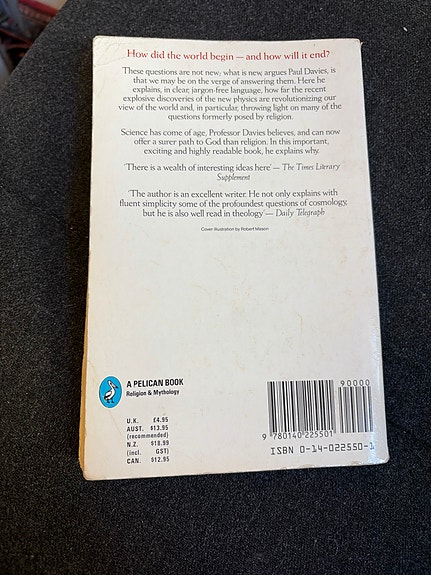 How did the world begin — and how will it end?
These questions are not new; what is new, argues Paul Davies, is
that we may be on the verge of answering them. Here he
explains, in clear, jargon-free language, how far the recent
explosive discoveries of the new physics are revolutionizing our
view of the world and, in particular, throwing light on many of the
questions formerly posed by religion.
Science has come of age, Professor Davies believes, and can now
offer a surer path to God than religion. In this important,
exciting and highly readable book, he explains why.
'There is a wealth of interesting ideas here' — The Times Literary
Supplement
'The author is an excellent writer. He not only explains with
fluent simplicity some of the profoundest questions of cosmology,
but he is also well read in theology' — Daily Telegraph
Cover illustration by Robert Mason
A PELICAN BOOK
Religion & Mythology
U.K. £4.95
AUST. $13.95
(recommended)
N.Z. $18.99
(incl. GST)
CAN. $12.95
90000
9 780140 225501
ISBN 0-14-022550-1